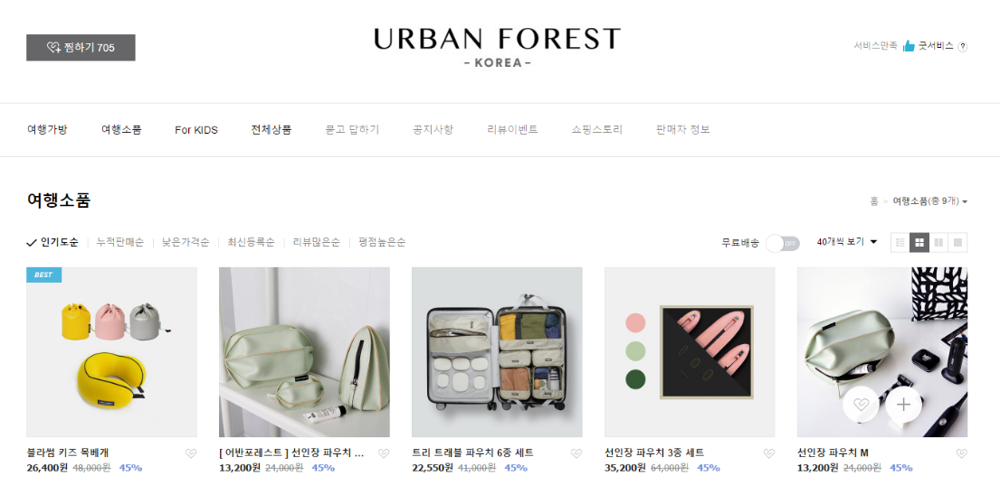 찜하기 705
URBAN FOREST
- KOREA -
서비스만족 굿서비스 ?
여행가방 여행소품 For KIDS 전체상품 묻고 답하기 공지사항 리뷰이벤트 쇼핑스토리 판매자 정보
여행소품
홈 > 여행소품(총 9개)
인기도순 누적판매순 낮은가격순 최신등록순 리뷰많은순 평점높은순
무료배송 OFF 40개씩 보기
BEST
볼라썸 키즈 목베개
26,400원 48,000원 45%
[ 어반포레스트 ] 선인장 파우치 ...
13,200원 24,000원 45%
트리 트래블 파우치 6종 세트
22,550원 41,000원 45%
선인장 파우치 3종 세트
35,200원 64,000원 45%
선인장 파우치 M
13,200원 24,000원 45%